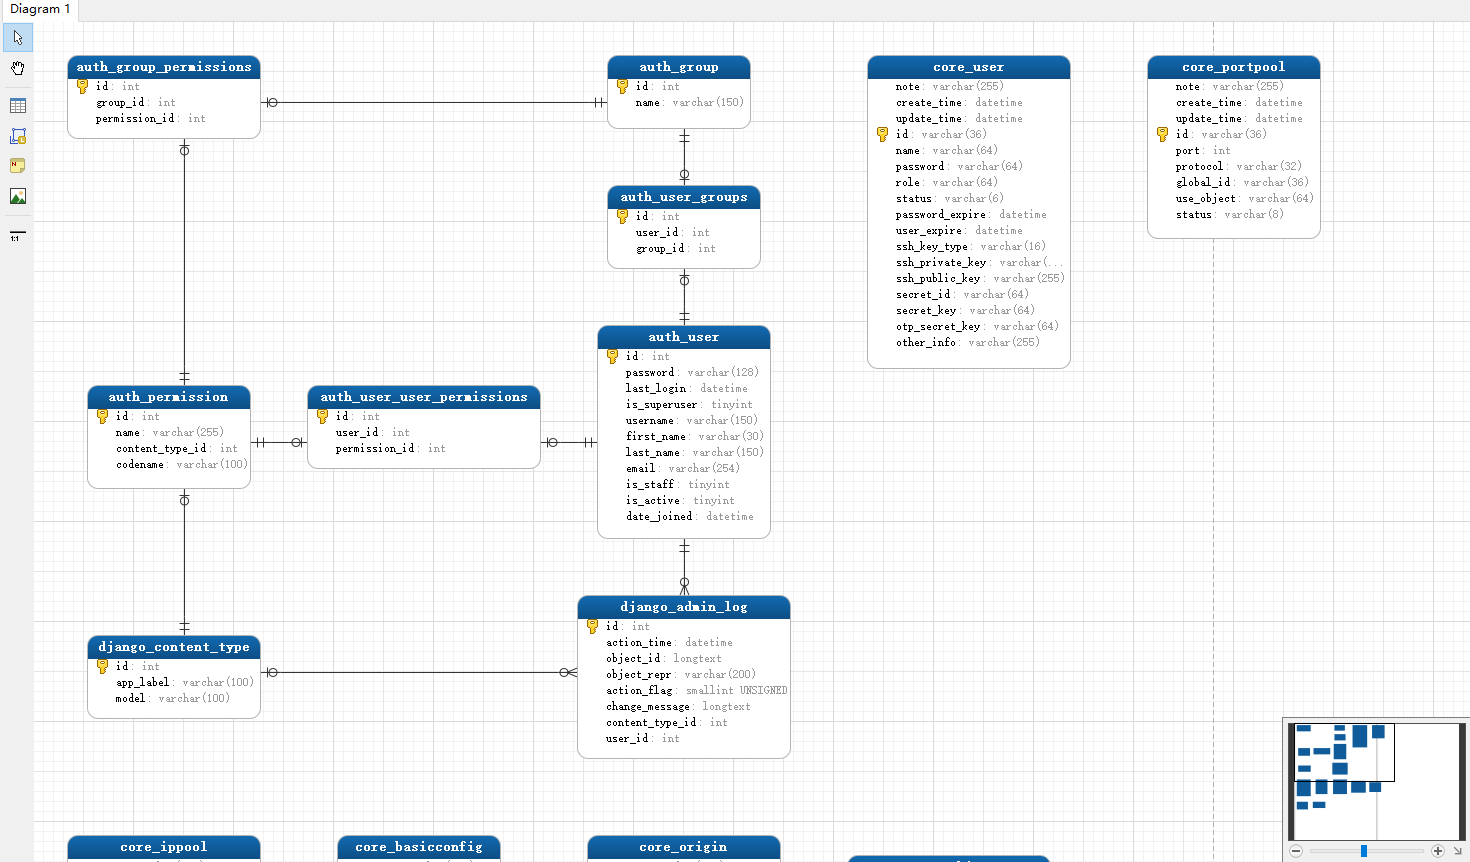 Diagram 1
auth_group_permissions
id: int
group_id: int
permission_id: int
auth_group
id: int
name: varchar(150)
core_user
note: varchar(255)
create_time: datetime
update_time: datetime
id: varchar(36)
name: varchar(64)
password: varchar(64)
role: varchar(64)
status: varchar(6)
password_expire: datetime
user_expire: datetime
ssh_key_type: varchar(16)
ssh_private_key: varchar(...
ssh_public_key: varchar(255)
secret_id: varchar(64)
secret_key: varchar(64)
otp_secret_key: varchar(64)
other_info: varchar(255)
core_portpool
note: varchar(255)
create_time: datetime
update_time: datetime
id: varchar(36)
port: int
protocol: varchar(32)
global_id: varchar(36)
use_object: varchar(64)
status: varchar(8)
auth_user_groups
id: int
user_id: int
group_id: int
auth_user
id: int
password: varchar(128)
last_login: datetime
is_superuser: tinyint
username: varchar(150)
first_name: varchar(30)
last_name: varchar(150)
email: varchar(254)
is_staff: tinyint
is_active: tinyint
date_joined: datetime
auth_permission
id: int
name: varchar(255)
content_type_id: int
codename: varchar(100)
auth_user_user_permissions
id: int
user_id: int
permission_id: int
django_admin_log
id: int
action_time: datetime
object_id: longtext
object_repr: varchar(200)
action_flag: smallint UNSIGNED
change_message: longtext
content_type_id: int
user_id: int
django_content_type
id: int
app_label: varchar(100)
model: varchar(100)
core_ippool
core_basicconfig
core_origin
1:1